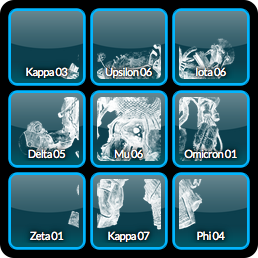 Kappa 03
Upsilon 06
Iota 06
Delta 05
Mu 06
Omicron 01
Zeta 01
Kappa 07
Phi 04